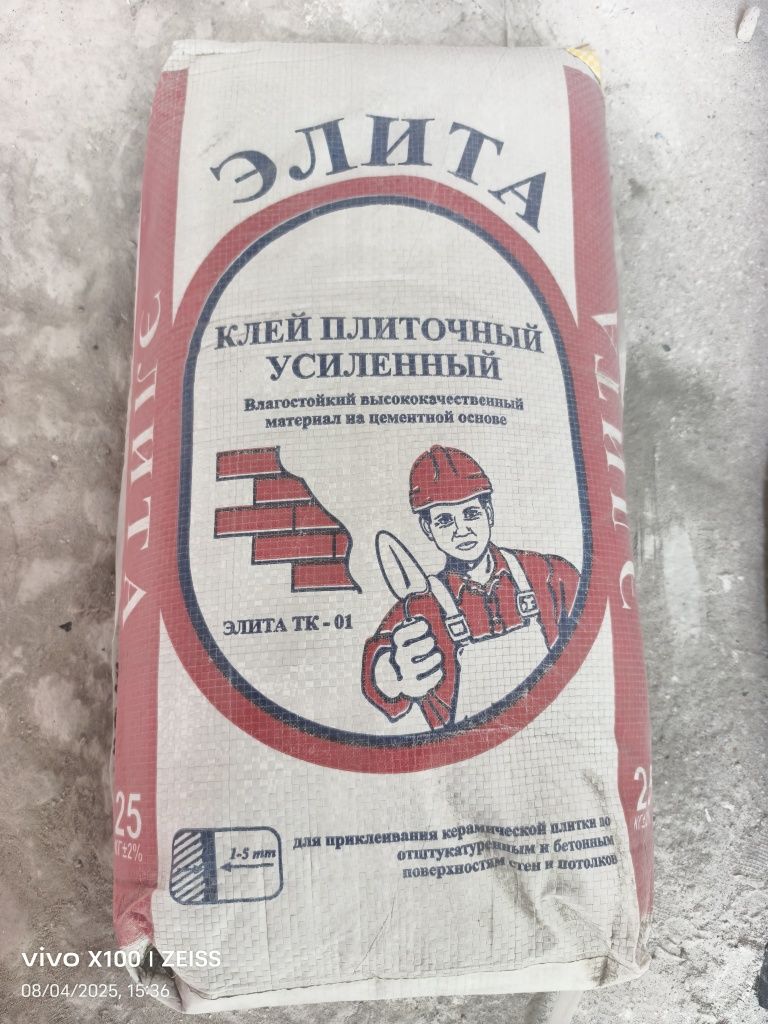 ЭЛИТА
ЭЛИТА
ЭЛИТА
КЛЕЙ ПЛИТОЧНЫЙ
УСИЛЕННЫЙ
Влагостойкий высококачественный
материал на цементной основе
ЭЛИТА ТК - 01
25
КГ±2%
1-5 mm
для приклеивания керамической плитки по
отштукатуренным и бетонным
поверхностям стен и потолков
vivo X100 | ZEISS
08/04/2025, 15:36